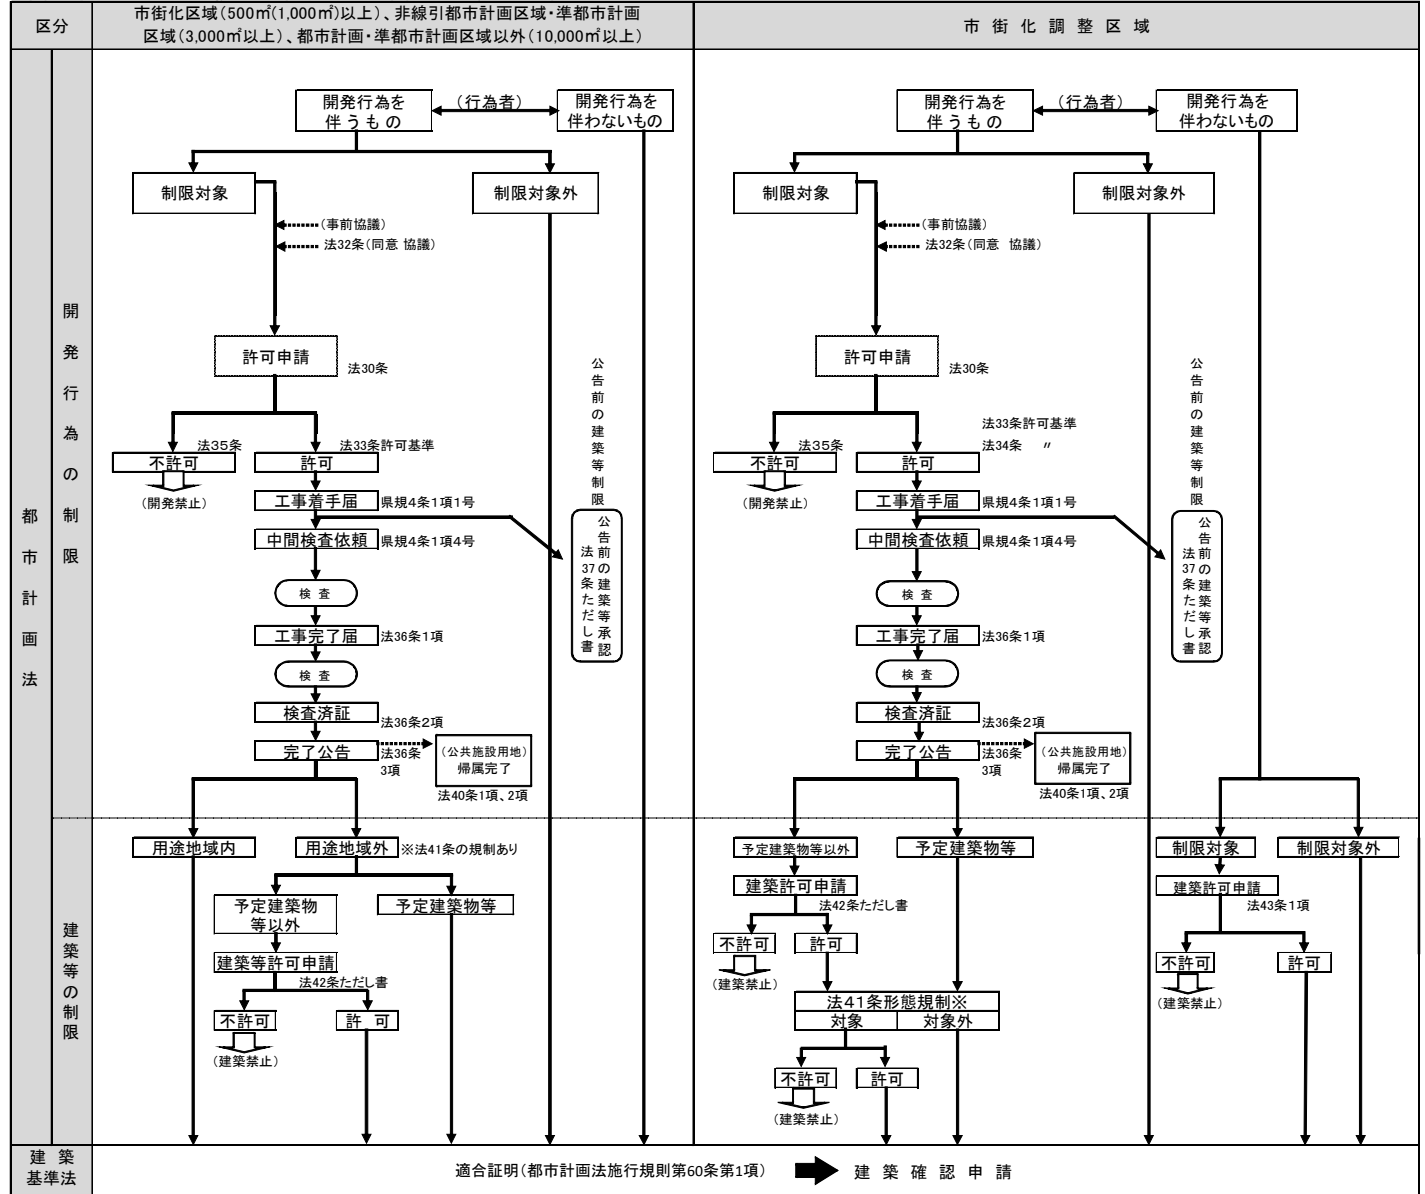 区分
市街化区域(500㎡(1,000㎡)以上)、非線引都市計画区域・準都市計画
区域(3,000㎡以上)、都市計画・準都市計画区域以外(10,000㎡以上)
市 街 化 調 整 区 域
都市計画法
開発行為の制限
開発行為を
伴うもの
(行為者)
開発行為を
伴わないもの
制限対象
制限対象外
(事前協議)
法32条(同意 協議)
許可申請
法30条
法35条
法33条許可基準
不許可
許可
(開発禁止)
工事着手届
県規4条1項1号
中間検査依頼
県規4条1項4号
検 査
工事完了届
法36条1項
検 査
検査済証
法36条2項
完了公告
法36条
3項
(公共施設用地)
帰属完了
法40条1項、2項
公告前の建築等制限
公告前の建築等承認
法37条ただし書
開発行為を
伴うもの
(行為者)
開発行為を
伴わないもの
制限対象
制限対象外
(事前協議)
法32条(同意 協議)
許可申請
法30条
法33条許可基準
法35条
法34条 〃
不許可
許可
(開発禁止)
工事着手届
県規4条1項1号
中間検査依頼
県規4条1項4号
検 査
工事完了届
法36条1項
検 査
検査済証
法36条2項
完了公告
法36条
3項
(公共施設用地)
帰属完了
法40条1項、2項
公告前の建築等制限
公告前の建築等承認
法37条ただし書
建築等の制限
用途地域内
用途地域外
※法41条の規制あり
予定建築物
等以外
予定建築物等
建築等許可申請
法42条ただし書
不許可
許 可
(建築禁止)
予定建築物等以外
予定建築物等
建築許可申請
法42条ただし書
不許可
許可
(建築禁止)
法41条形態規制※
対象
対象外
不許可
許可
(建築禁止)
制限対象
制限対象外
建築許可申請
法43条1項
不許可
許可
(建築禁止)
建 築
基準法
適合証明(都市計画法施行規則第60条第1項)
建 築 確 認 申 請